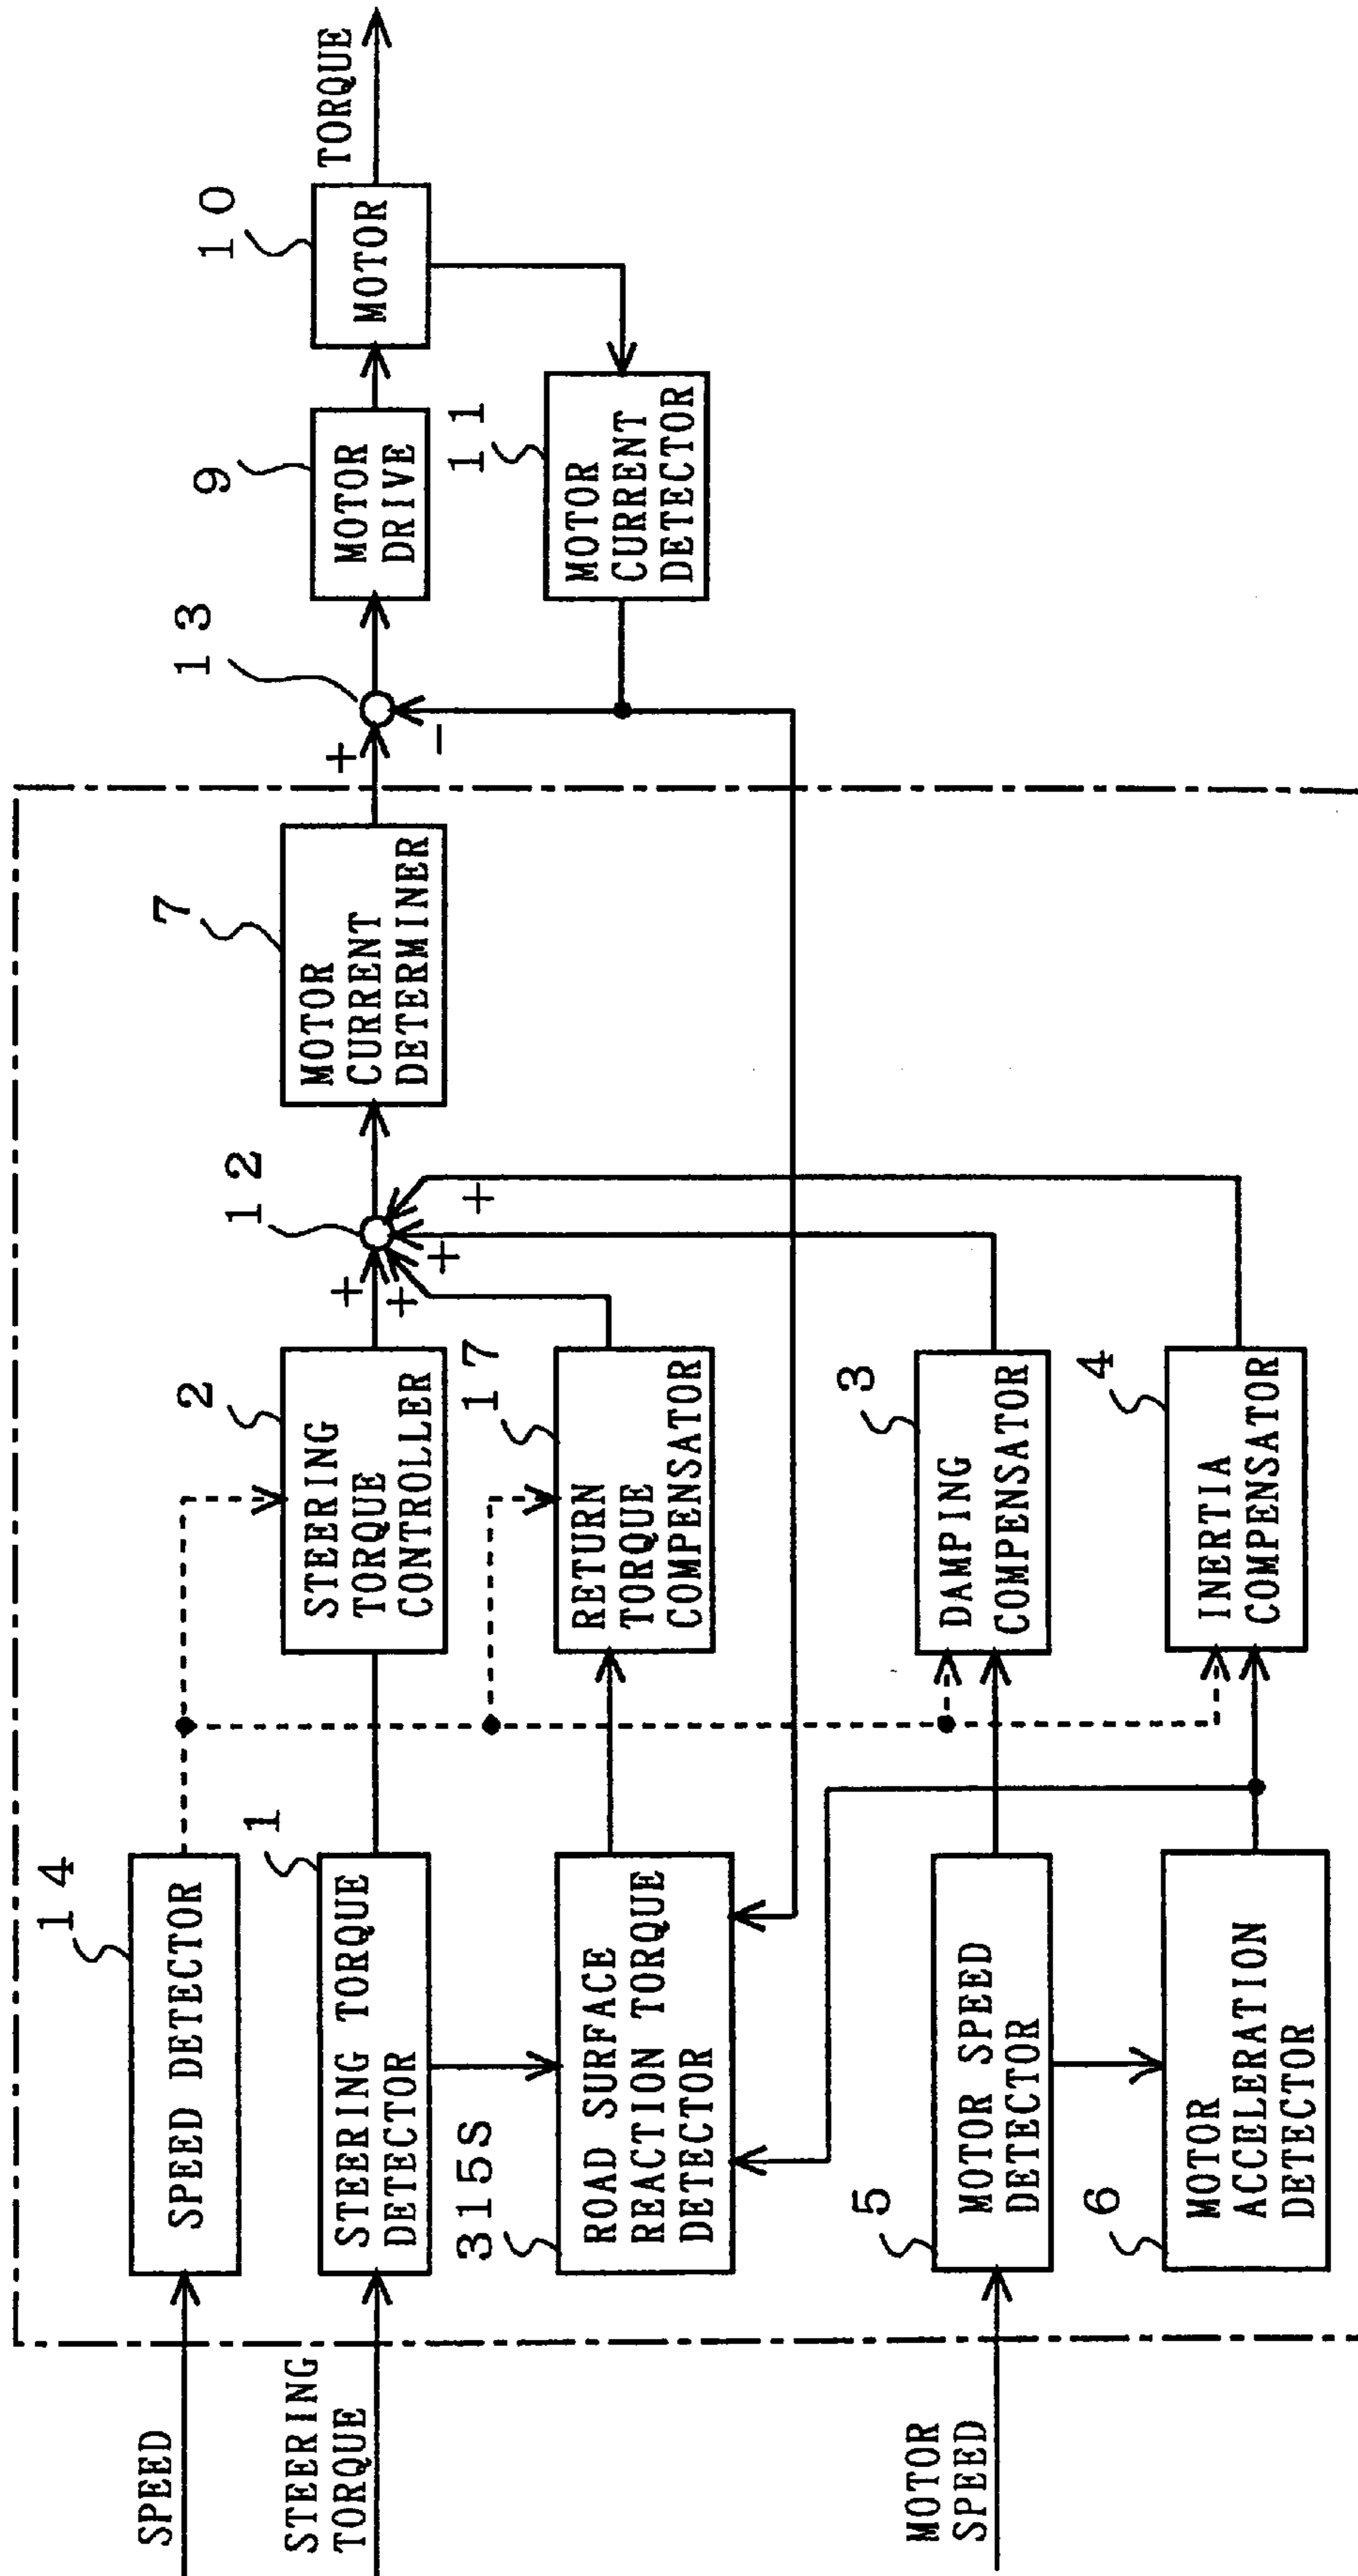 SPEED
14
SPEED DETECTOR
STEERING
TORQUE
1
STEERING TORQUE
DETECTOR
2
STEERING
TORQUE
CONTROLLER
+
+
+
+
12
7
MOTOR
CURRENT
DETERMINER
+
-
13
9
MOTOR
DRIVE
10
MOTOR
TORQUE
11
MOTOR
CURRENT
DETECTOR
315S
ROAD SURFACE
REACTION TORQUE
DETECTOR
17
RETURN
TORQUE
COMPENSATOR
MOTOR
SPEED
5
MOTOR SPEED
DETECTOR
3
DAMPING
COMPENSATOR
6
MOTOR
ACCELERATION
DETECTOR
4
INERTIA
COMPENSATOR